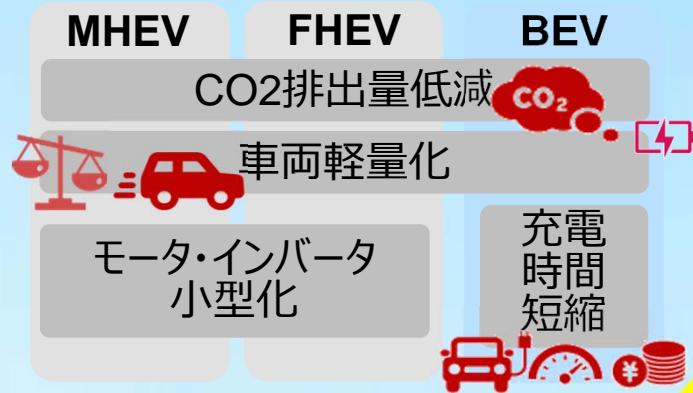 MHEV FHEV BEV
CO2排出量低減
CO2
車両軽量化
モータ・インバータ
小型化
充電
時間
短縮
¥